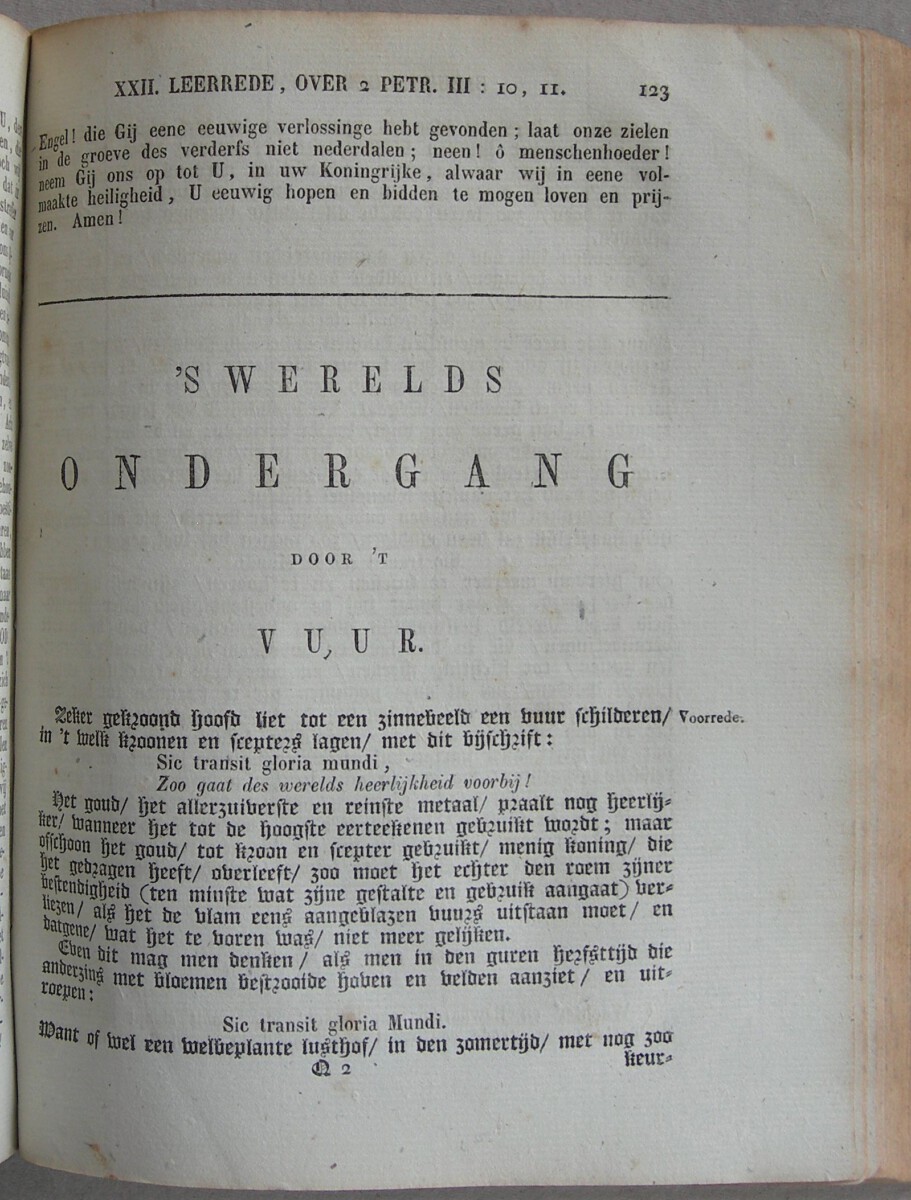 XXII. LEERREDE, OVER 2 PETR. III : 10, 11. 123
Engel! die Gij eene eeuwige verlossinge hebt gevonden; laat onze zielen
in de groeve des verderfs niet nederdalen; neen! ô menschenhoeder!
neem Gij ons op tot U, in uw Koningrijke, alwaar wij in eene vol-
maakte heiligheid, U eeuwig hopen en bidden te mogen loven en prij-
zen. Amen!
'S WERELDS
ONDERGANG
DOOR 'T
VUUR.
Zeker gekroond hoofd liet tot een zinnebeeld een vuur schilderen/ Voorrede.
in 't welk kroonen en scepters lagen/ met dit bijschrift:
Sic transit gloria mundi,
Zoo gaat des werelds heerlijkheid voorbij!
Het goud/ het allerzuiverste en reinste metaal/ praalt nog heerlij-
ker/ wanneer het tot de hoogste eerteekenen gebruikt wordt; maar
offchoon het goud/ tot kroon en scepter gebruikt/ menig koning/ die
het gedragen heeft/ overleeft/ zoo moet het echter den roem zijner
bestendigheid (ten minste wat zijne gestalte en gebruik aangaat) ver-
liezen/ als het de vlam eens aangeblazen vuurs uitstaan moet/ en
datgene/ wat het te voren was/ niet meer gelijken.
Even dit mag men denken/ als men in den guren herfsttijd die
anderzins met bloemen bestrooide hoven en velden aanziet/ en uit-
roepen:
Sic transit gloria Mundi.
Want of wel een welbeplante lusthof/ in den zomertijd/ met nog zoo
Q 2 keur-